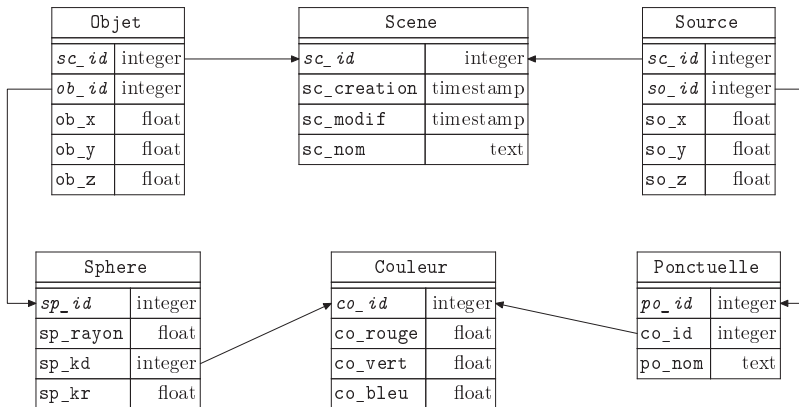 Objet
sc_id integer
ob_id integer
ob_x float
ob_y float
ob_z float
Scene
sc_id integer
sc_creation timestamp
sc_modif timestamp
sc_nom text
Source
sc_id integer
so_id integer
so_x float
so_y float
so_z float
Sphere
sp_id integer
sp_rayon float
sp_kd integer
sp_kr float
Couleur
co_id integer
co_rouge float
co_vert float
co_bleu float
Ponctuelle
po_id integer
co_id integer
po_nom text